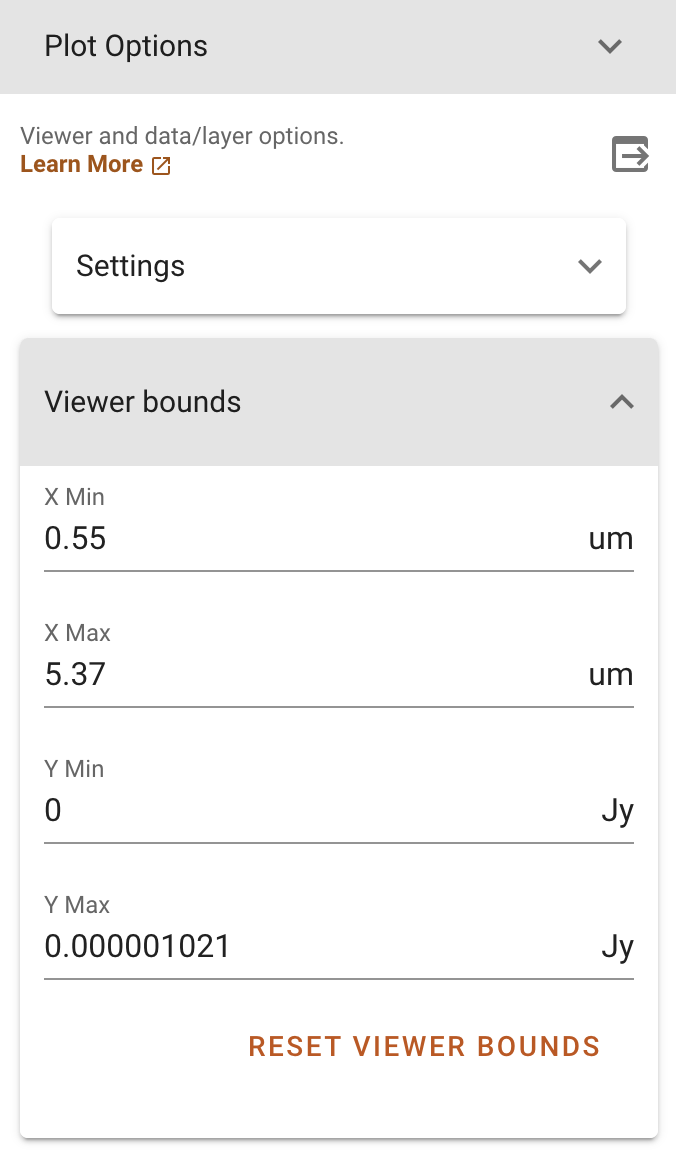 Plot Options
Viewer and data/layer options.
Learn More
Settings
Viewer bounds
X Min
0.55 um
X Max
5.37 um
Y Min
0 Jy
Y Max
0.000001021 Jy
RESET VIEWER BOUNDS